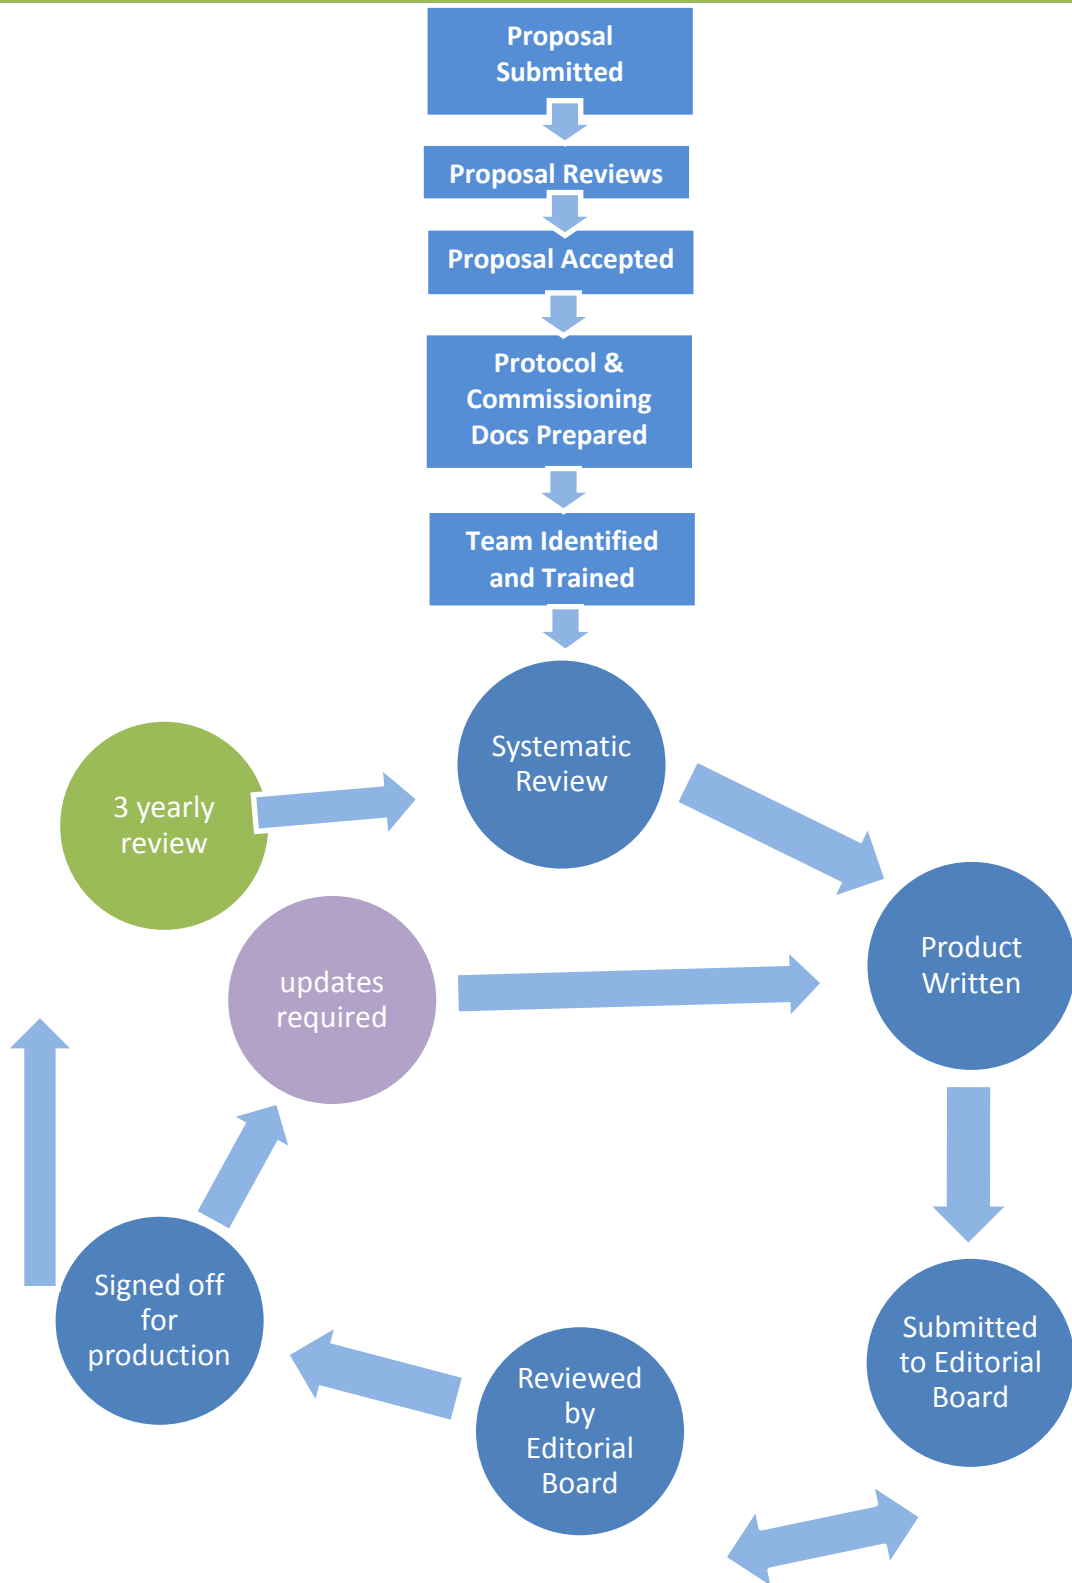 Proposal
Submitted
Proposal Reviews
Proposal Accepted
Protocol &
Commissioning
Docs Prepared
Team Identified
and Trained
Systematic
Review
3 yearly
review
Product
Written
updates
required
Signed off
for
production
Submitted
to Editorial
Board
Reviewed
by
Editorial
Board